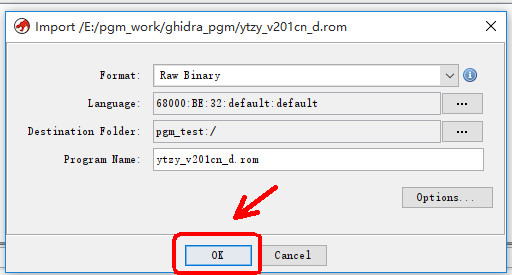 Import /E:/pgm_work/ghidra_pgm/ytzy_v201cn_d.rom
Format: Raw Binary
Language: 68000:BE:32:default:default ...
Destination Folder: pgm_test:/ ...
Program Name: ytzy_v201cn_d.rom
Options...
OK Cancel